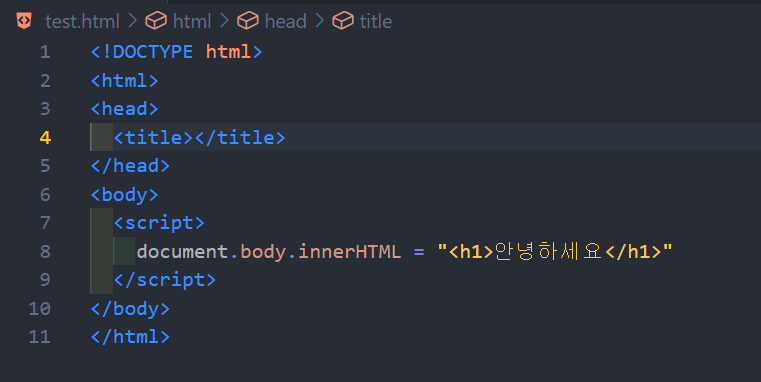 test.html > html > head > title
1 <!DOCTYPE html>
2 <html>
3 <head>
4 <title></title>
5 </head>
6 <body>
7 <script>
8 document.body.innerHTML = "<h1>안녕하세요</h1>"
9 </script>
10 </body>
11 </html>